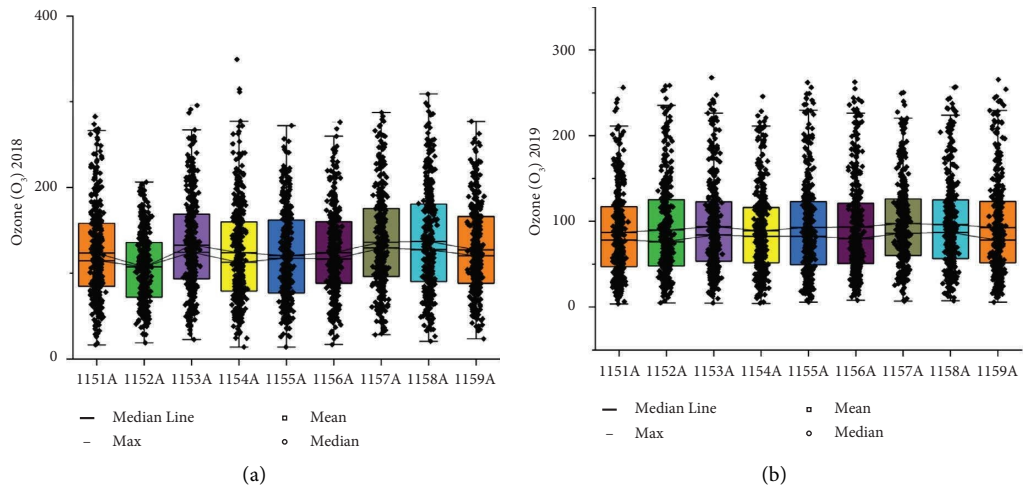 400
200
0
Ozone (O3) 2018
1151A 1152A 1153A 1154A 1155A 1156A 1157A 1158A 1159A
Median Line
Mean
Max
Median
(a)
300
200
100
0
Ozone (O3) 2019
1151A 1152A 1153A 1154A 1155A 1156A 1157A 1158A 1159A
Median Line
Mean
Max
Median
(b)